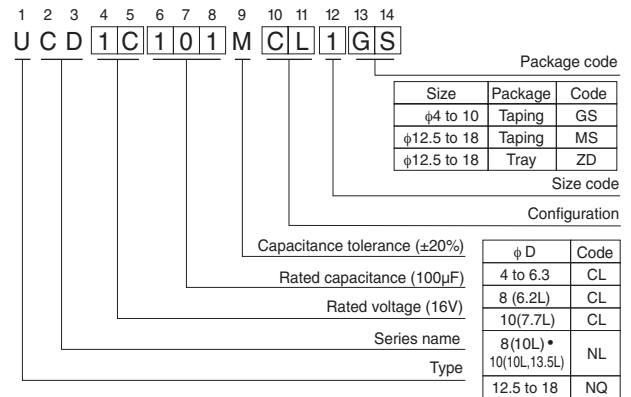 1 2 3 4 5 6 7 8 9 10 11 12 13 14
U C D 1 C 1 0 1 M C L 1 G S
Package code
Size Package Code
ϕ4 to 10 Taping GS
ϕ12.5 to 18 Taping MS
ϕ12.5 to 18 Tray ZD
Size code
Configuration
Capacitance tolerance (±20%)
Rated capacitance (100µF)
Rated voltage (16V)
Series name
Type
ϕ D Code
4 to 6.3 CL
8 (6.2L) CL
10(7.7L) CL
8(10L) •
10(10L,13.5L) NL
12.5 to 18 NQ